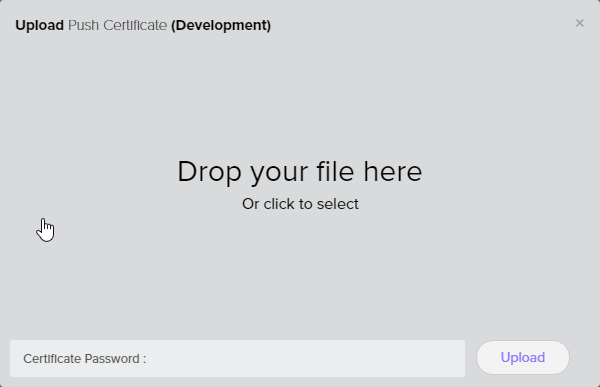 Upload Push Certificate (Development)
Drop your file here
Or click to select
Certificate Password :
Upload